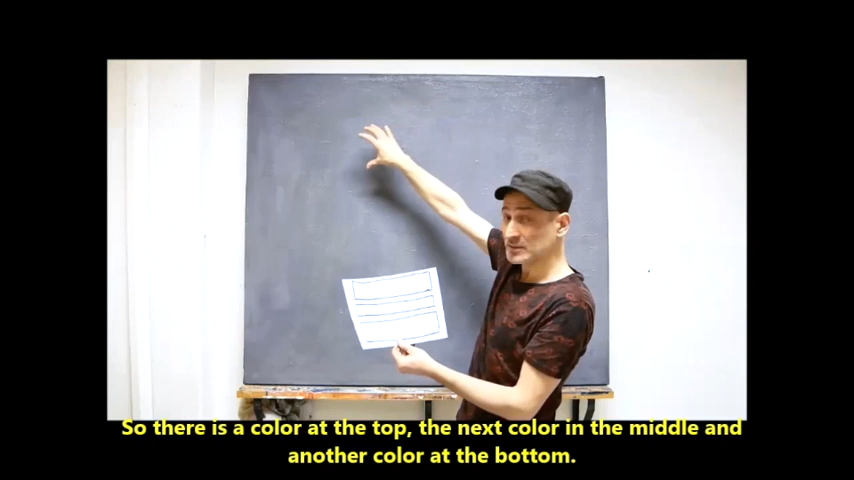 So there is a color at the top, the next color in the middle and
another color at the bottom.